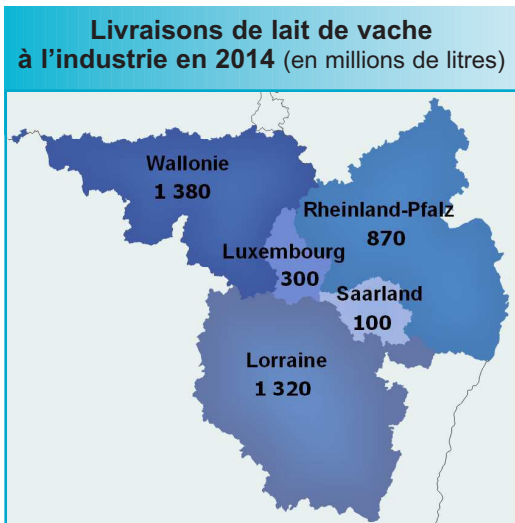 Livraisons de lait de vache
à l’industrie en 2014 (en millions de litres)
Wallonie
1 380
Rheinland-Pfalz
870
Luxembourg
300
Saarland
100
Lorraine
1 320